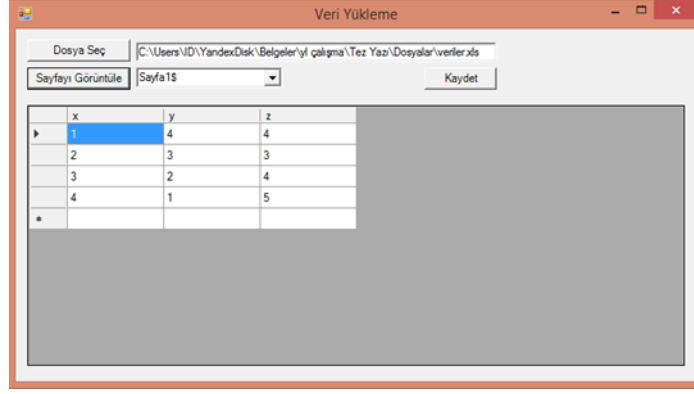 Veri Yükleme
Dosya Seç C:\Users\ID\YandexDisk\Belgeler\yl çalışma\Tez Yazı\Dosyalar\veriler.xls
Sayfayı Görüntüle Sayfa1$ Kaydet
x y z
1 4 4
2 3 3
3 2 4
4 1 5